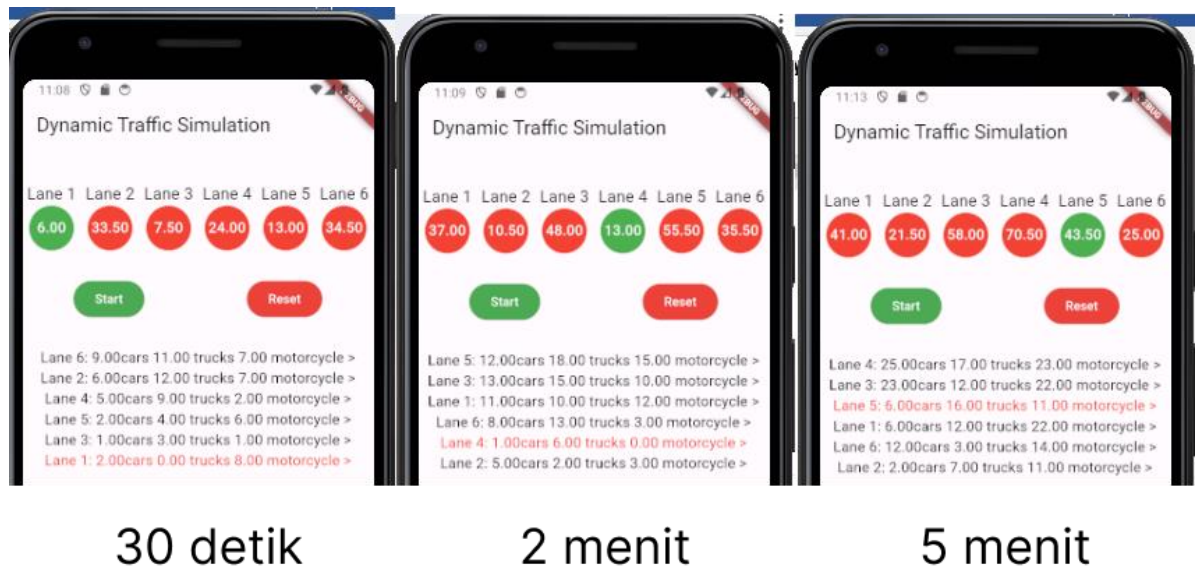 11:08
DEBUG
Dynamic Traffic Simulation
Lane 1 Lane 2 Lane 3 Lane 4 Lane 5 Lane 6
6.00 33.50 7.50 24.00 13.00 34.50
Start Reset
Lane 6: 9.00cars 11.00 trucks 7.00 motorcycle >
Lane 2: 6.00cars 12.00 trucks 7.00 motorcycle >
Lane 4: 5.00cars 9.00 trucks 2.00 motorcycle >
Lane 5: 2.00cars 4.00 trucks 6.00 motorcycle >
Lane 3: 1.00cars 3.00 trucks 1.00 motorcycle >
Lane 1: 2.00cars 0.00 trucks 8.00 motorcycle >
30 detik
11:09
DEBUG
Dynamic Traffic Simulation
Lane 1 Lane 2 Lane 3 Lane 4 Lane 5 Lane 6
37.00 10.50 48.00 13.00 55.50 35.50
Start Reset
Lane 5: 12.00cars 18.00 trucks 15.00 motorcycle >
Lane 3: 13.00cars 15.00 trucks 10.00 motorcycle >
Lane 1: 11.00cars 10.00 trucks 12.00 motorcycle >
Lane 6: 8.00cars 13.00 trucks 3.00 motorcycle >
Lane 4: 1.00cars 6.00 trucks 0.00 motorcycle >
Lane 2: 5.00cars 2.00 trucks 3.00 motorcycle >
2 menit
11:13
DEBUG
Dynamic Traffic Simulation
Lane 1 Lane 2 Lane 3 Lane 4 Lane 5 Lane 6
41.00 21.50 58.00 70.50 43.50 25.00
Start Reset
Lane 4: 25.00cars 17.00 trucks 23.00 motorcycle >
Lane 3: 23.00cars 12.00 trucks 22.00 motorcycle >
Lane 5: 6.00cars 16.00 trucks 11.00 motorcycle >
Lane 1: 6.00cars 12.00 trucks 22.00 motorcycle >
Lane 6: 12.00cars 3.00 trucks 14.00 motorcycle >
Lane 2: 2.00cars 7.00 trucks 11.00 motorcycle >
5 menit